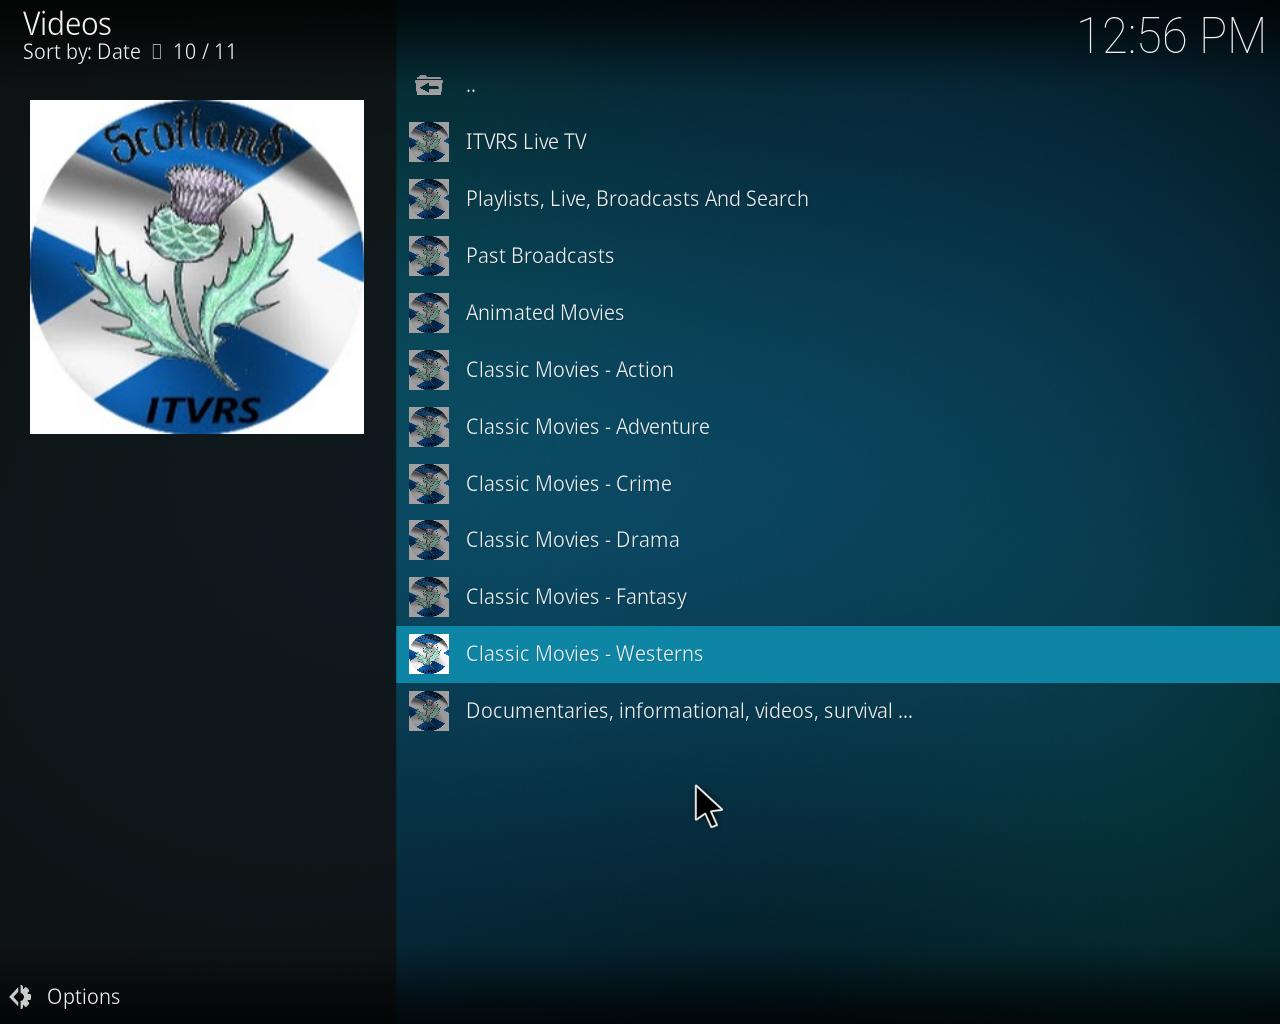 Videos
Sort by: Date 10 / 11
12:56 PM
Scotland
ITVRS
..
ITVRS Live TV
Playlists, Live, Broadcasts And Search
Past Broadcasts
Animated Movies
Classic Movies - Action
Classic Movies - Adventure
Classic Movies - Crime
Classic Movies - Drama
Classic Movies - Fantasy
Classic Movies - Westerns
Documentaries, informational, videos, survival ...
Options